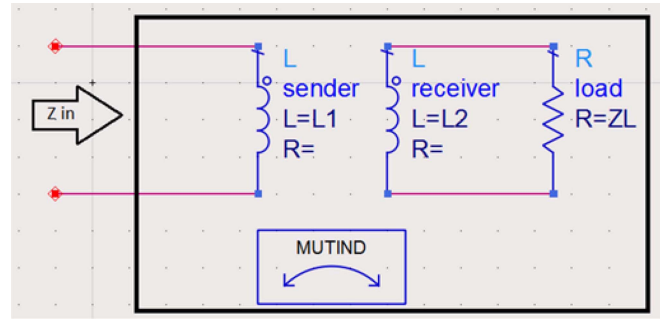 Z in
L
sender
L=L1
R=
L
receiver
L=L2
R=
R
load
R=ZL
MUTIND